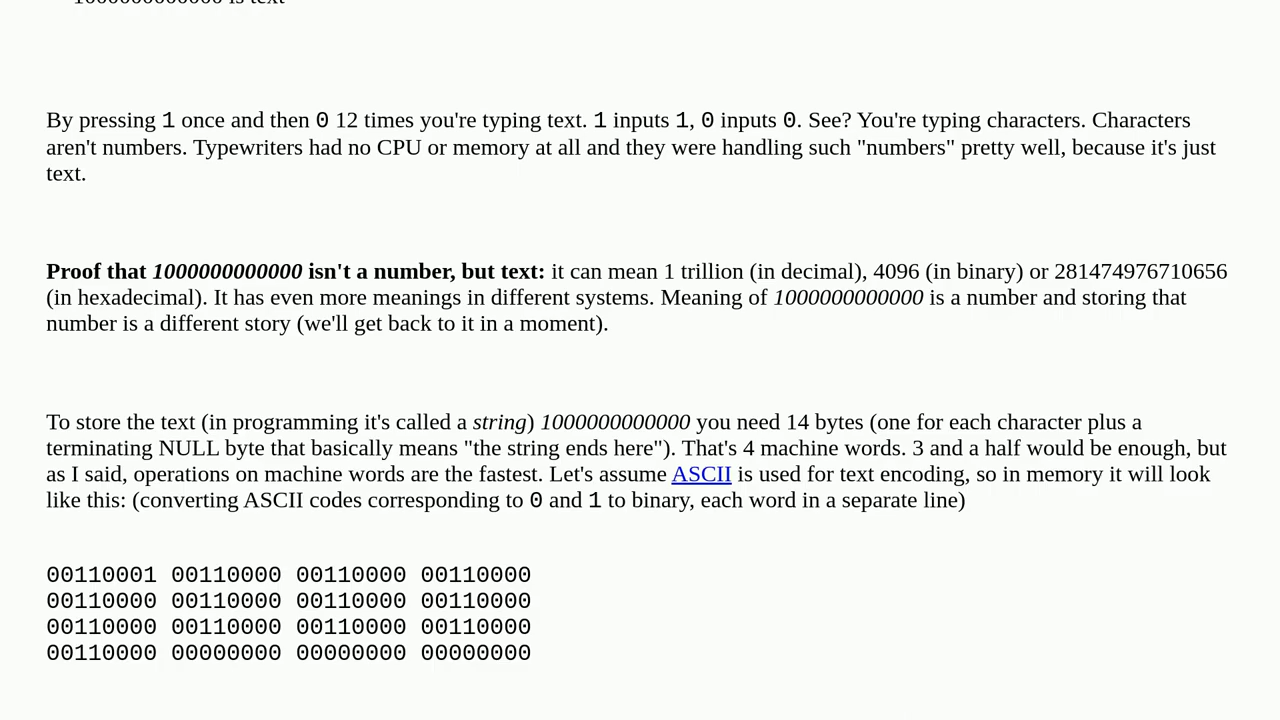 1000000000000 is text
By pressing 1 once and then 0 12 times you're typing text. 1 inputs 1, 0 inputs 0. See? You're typing characters. Characters
aren't numbers. Typewriters had no CPU or memory at all and they were handling such "numbers" pretty well, because it's just
text.
Proof that 1000000000000 isn't a number, but text: it can mean 1 trillion (in decimal), 4096 (in binary) or 281474976710656
(in hexadecimal). It has even more meanings in different systems. Meaning of 1000000000000 is a number and storing that
number is a different story (we'll get back to it in a moment).
To store the text (in programming it's called a string) 1000000000000 you need 14 bytes (one for each character plus a
terminating NULL byte that basically means "the string ends here"). That's 4 machine words. 3 and a half would be enough, but
as I said, operations on machine words are the fastest. Let's assume ASCII is used for text encoding, so in memory it will look
like this: (converting ASCII codes corresponding to 0 and 1 to binary, each word in a separate line)
00110001 00110000 00110000 00110000
00110000 00110000 00110000 00110000
00110000 00110000 00110000 00110000
00110000 00000000 00000000 00000000